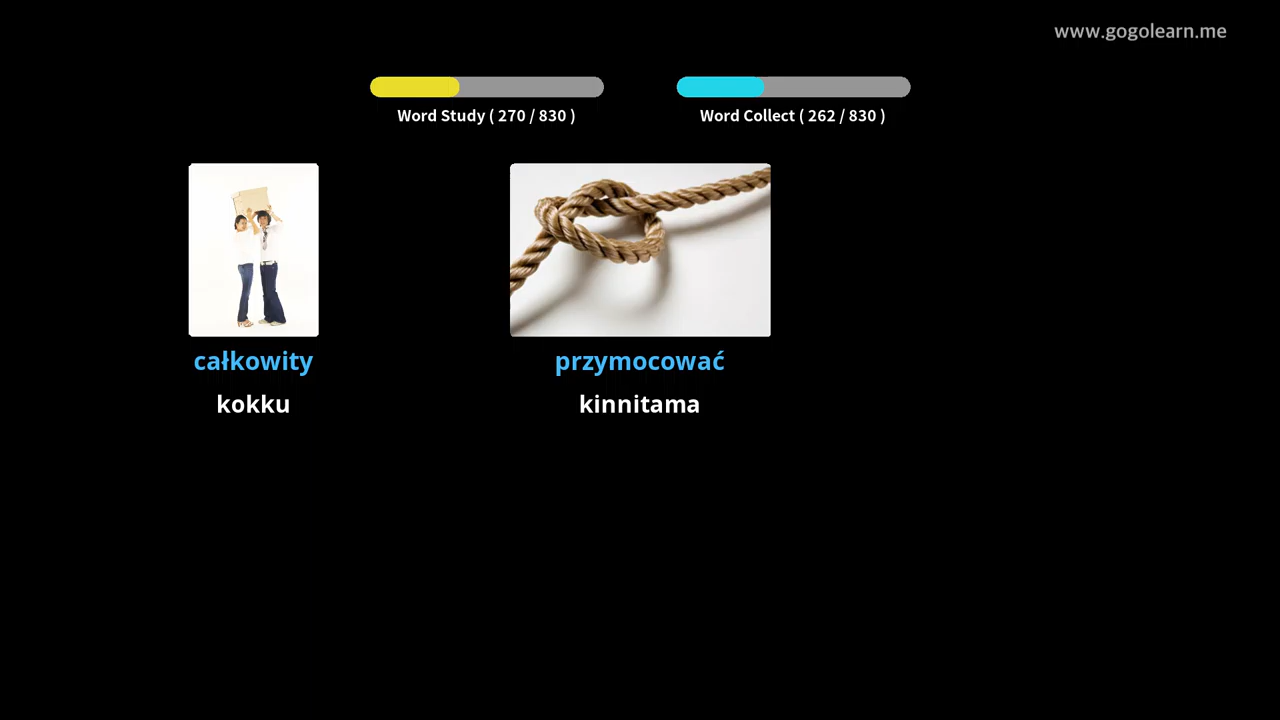 www.gogolearn.me
Word Study ( 270 / 830 )
Word Collect ( 262 / 830 )
całkowity
przymocować
kokku
kinnitama